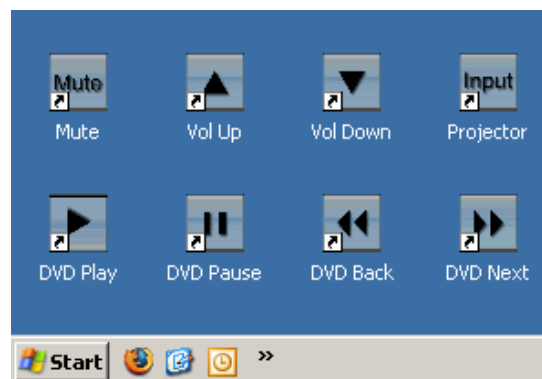 Mute Input
Mute Vol Up Vol Down Projector
DVD Play DVD Pause DVD Back DVD Next
Start »